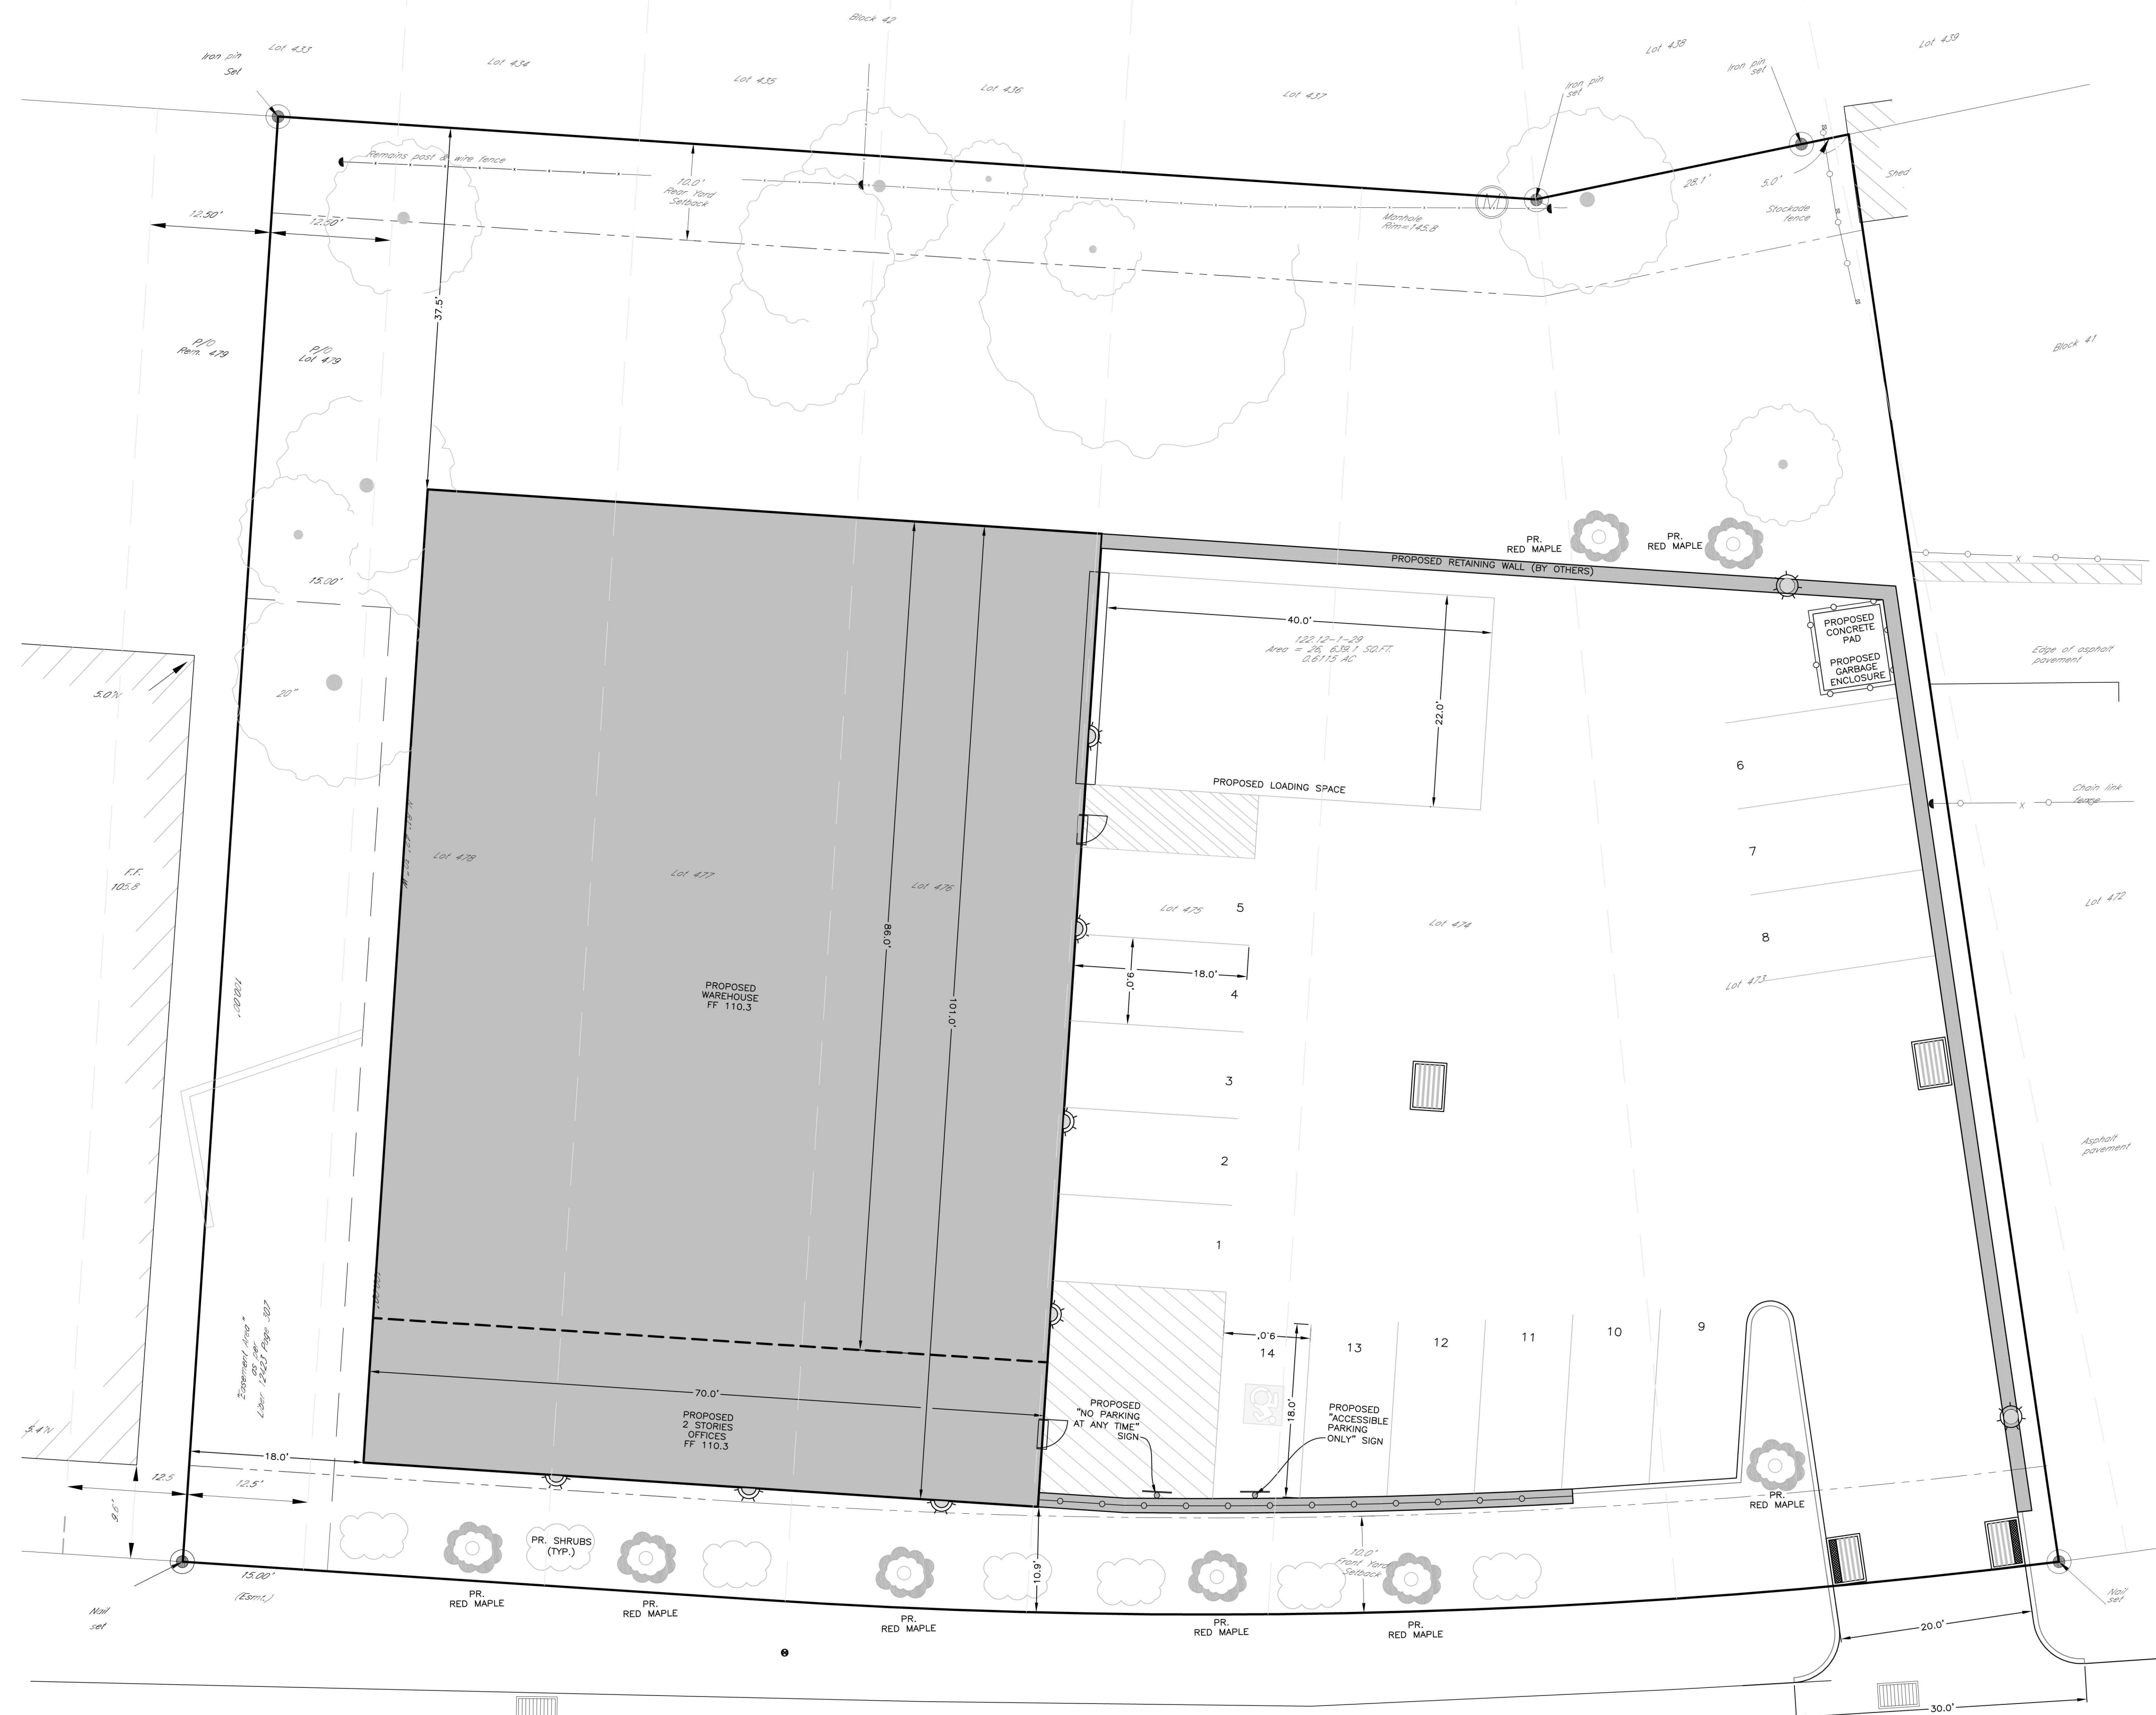 Block 42
Lot 433
Lot 434
Lot 435
Lot 436
Lot 437
Lot 438
Lot 439
Iron pin
Set
Iron pin
set
Iron pin
set
Remains post & wire fence
10.0'
Rear Yard
Setback
Manhole
Rim=145.8
M
28.1'
5.0'
Stockade
fence
Shed
12.50'
12.50'
37.5'
P/O
Rem. 479
P/O
Lot 479
Block 41
PR.
RED MAPLE
PR.
RED MAPLE
PROPOSED RETAINING WALL (BY OTHERS)
X
15.00'
40.0'
122.12-1-29
Area = 26, 639.1 SQ.FT.
0.6115 AC
22.0'
PROPOSED
CONCRETE
PAD
PROPOSED
GARBAGE
ENCLOSURE
Edge of asphalt
pavement
5.0'N
20"
PROPOSED LOADING SPACE
6
Chain link
fence
X
F.F.
105.8
Lot 478
Lot 477
Lot 476
7
Lot 475
5
Lot 474
8
Lot 472
86.0'
18.0'
9.0'
4
Lot 473
100.00'
PROPOSED
WAREHOUSE
FF 110.3
101.0'
3
2
Asphalt
pavement
1
"Easement Area"
as per
Liber 12423 Page 307
9.0'
14
13
12
11
10
9
70.0'
PROPOSED
2 STORIES
OFFICES
FF 110.3
PROPOSED
"NO PARKING
AT ANY TIME"
SIGN
18.0'
PROPOSED
"ACCESSIBLE
PARKING
ONLY" SIGN
5.4'N
18.0'
12.5
12.5'
9.6'
PR.
RED MAPLE
PR. SHRUBS
(TYP.)
10.9'
10.0'
Front Yard
Setback
15.00'
(Esmt.)
PR.
RED MAPLE
PR.
RED MAPLE
PR.
RED MAPLE
PR.
RED MAPLE
PR.
RED MAPLE
Nail
set
Nail
set
20.0'
30.0'